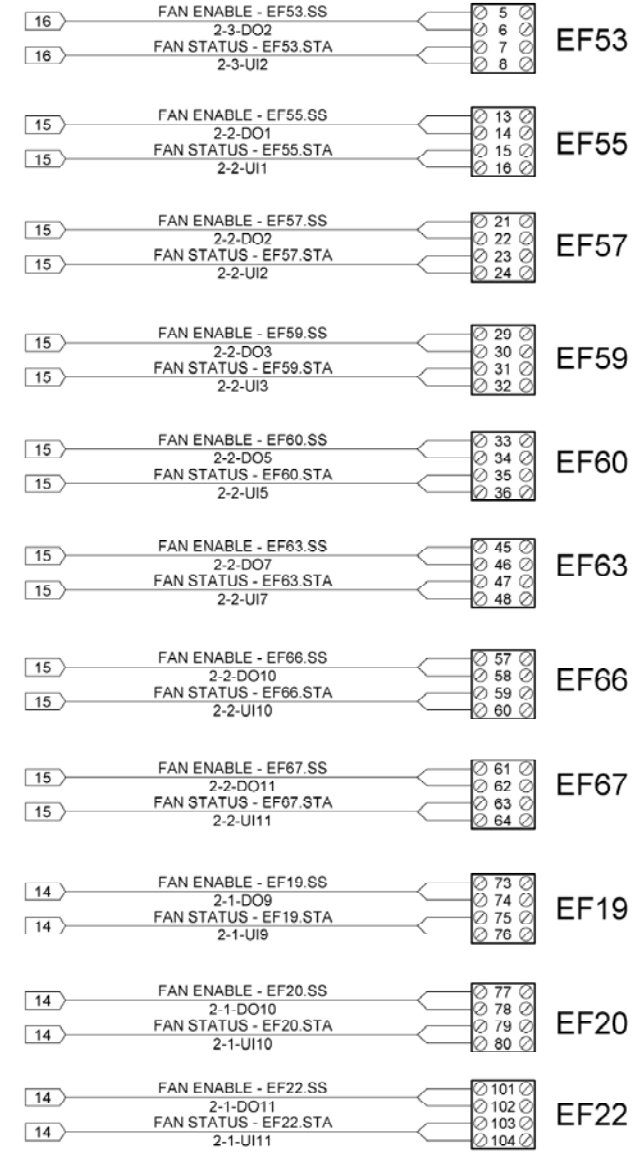 FAN ENABLE - EF53.SS
16
2-3-DO2
FAN STATUS - EF53.STA
16
2-3-UI2
5
6
7
8
EF53
FAN ENABLE - EF55.SS
15
2-2-DO1
FAN STATUS - EF55.STA
15
2-2-UI1
13
14
15
16
EF55
FAN ENABLE - EF57.SS
15
2-2-DO2
FAN STATUS - EF57.STA
15
2-2-UI2
21
22
23
24
EF57
FAN ENABLE - EF59.SS
15
2-2-DO3
FAN STATUS - EF59.STA
15
2-2-UI3
29
30
31
32
EF59
FAN ENABLE - EF60.SS
15
2-2-DO5
FAN STATUS - EF60.STA
15
2-2-UI5
33
34
35
36
EF60
FAN ENABLE - EF63.SS
15
2-2-DO7
FAN STATUS - EF63.STA
15
2-2-UI7
45
46
47
48
EF63
FAN ENABLE - EF66.SS
15
2-2-DO10
FAN STATUS - EF66.STA
15
2-2-UI10
57
58
59
60
EF66
FAN ENABLE - EF67.SS
15
2-2-DO11
FAN STATUS - EF67.STA
15
2-2-UI11
61
62
63
64
EF67
FAN ENABLE - EF19.SS
14
2-1-DO9
FAN STATUS - EF19.STA
14
2-1-UI9
73
74
75
76
EF19
FAN ENABLE - EF20.SS
14
2-1-DO10
FAN STATUS - EF20.STA
14
2-1-UI10
77
78
79
80
EF20
FAN ENABLE - EF22.SS
14
2-1-DO11
FAN STATUS - EF22.STA
14
2-1-UI11
101
102
103
104
EF22